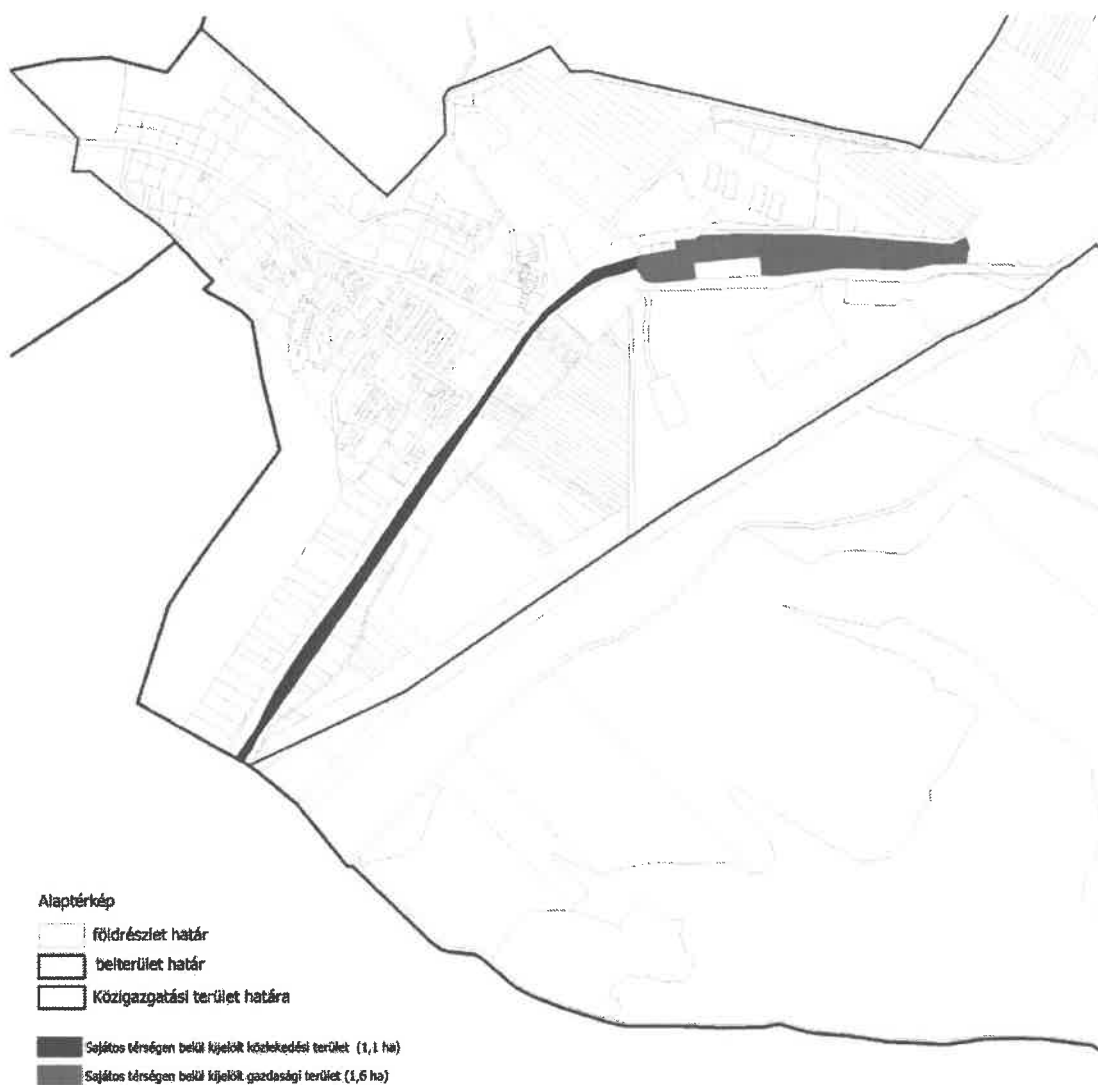 Alaptérkép
földrészlet határ
belterület határ
Közigazgatási terület határa
Sajátos térségen belül kijelölt közlekedési terület (1,1 ha)
Sajátos térségen belül kijelölt gazdasági terület (1,6 ha)